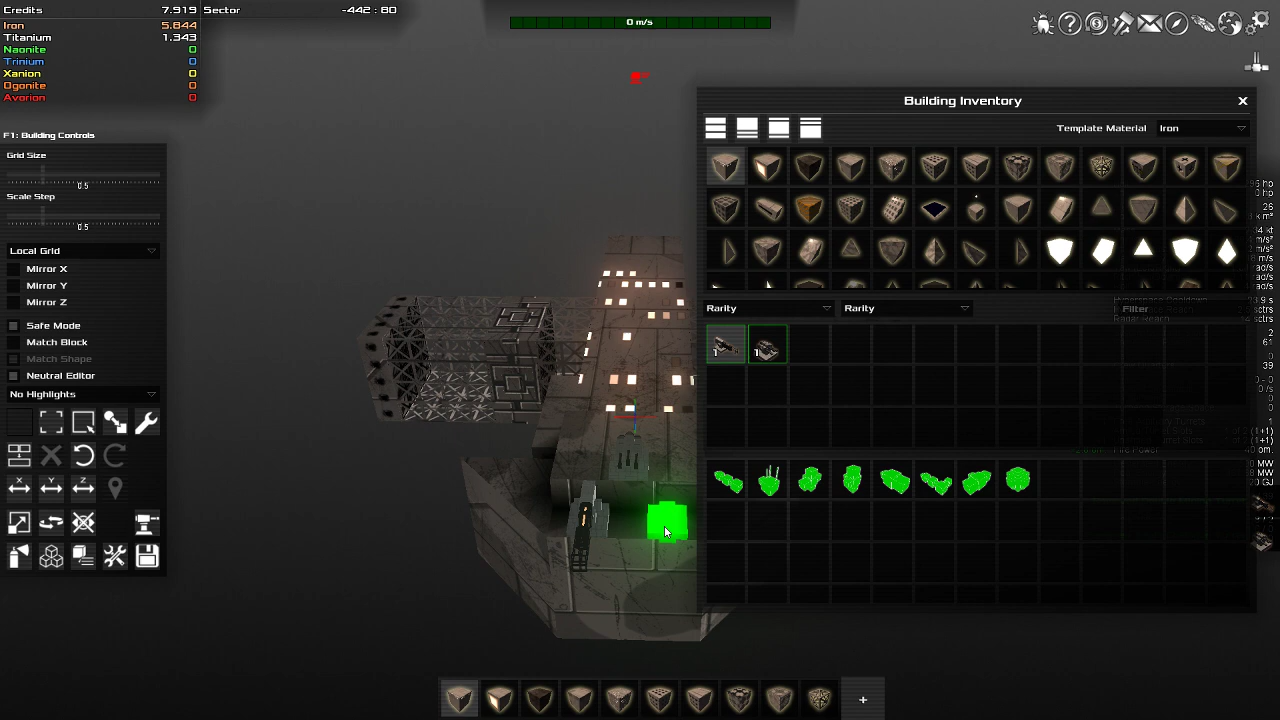 Credits 7.919
Sector -442 : 80
0 m/s
Iron 5.844
Titanium 1.343
Naonite 0
Trinium 0
Xanion 0
Ogonite 0
Avorion 0
F1: Building Controls
Grid Size
0.5
Scale Step
0.5
Local Grid
Mirror X
Mirror Y
Mirror Z
Safe Mode
Match Block
Match Shape
Neutral Editor
No Highlights
X Y Z
Building Inventory
X
Template Material Iron
Rarity
Rarity
Filter
1
1
+